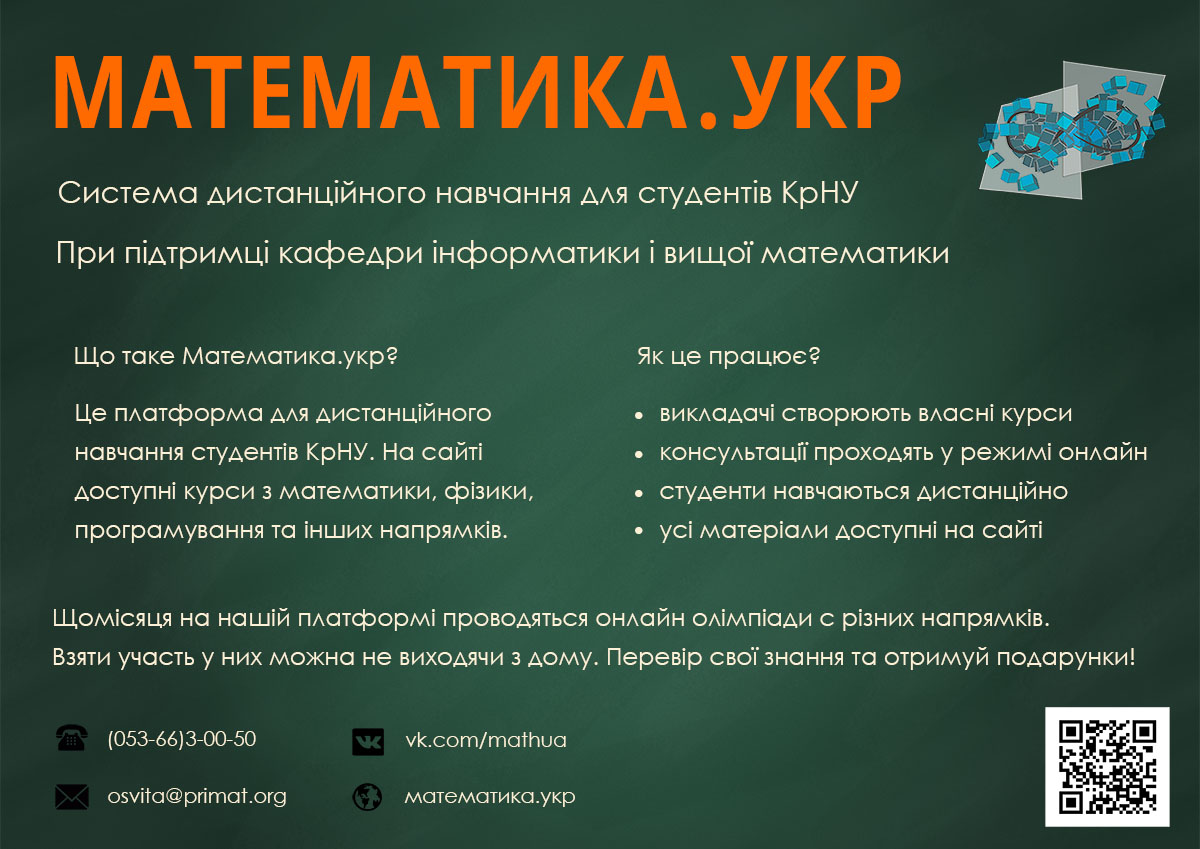 МАТЕМАТИКА.УКР
Система дистанційного навчання для студентів КрНУ
При підтримці кафедри інформатики і вищої математики
Що таке Математика.укр?
Це платформа для дистанційного
навчання студентів КрНУ. На сайті
доступні курси з математики, фізики,
програмування та інших напрямків.
Як це працює?
• викладачі створюють власні курси
• консультації проходять у режимі онлайн
• студенти навчаються дистанційно
• усі матеріали доступні на сайті
Щомісяця на нашій платформі проводяться онлайн олімпіади с різних напрямків.
Взяти участь у них можна не виходячи з дому. Перевір свої знання та отримуй подарунки!
(053-66)3-00-50
vk.com/mathua
osvita@primat.org
математика.укр